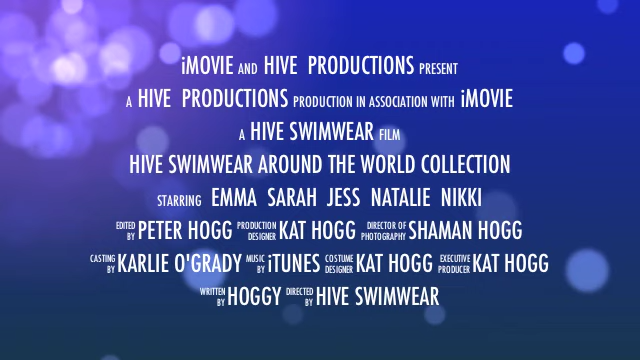 iMOVIE AND HIVE PRODUCTIONS PRESENT
A HIVE PRODUCTIONS PRODUCTION IN ASSOCIATION WITH iMOVIE
A HIVE SWIMWEAR FILM
HIVE SWIMWEAR AROUND THE WORLD COLLECTION
STARRING EMMA SARAH JESS NATALIE NIKKI
EDITED BY PETER HOGG PRODUCTION DESIGNER KAT HOGG DIRECTOR OF PHOTOGRAPHY SHAMAN HOGG
CASTING BY KARLIE O'GRADY MUSIC BY iTUNES COSTUME DESIGNER KAT HOGG EXECUTIVE PRODUCER KAT HOGG
WRITTEN BY HOGGY DIRECTED BY HIVE SWIMWEAR